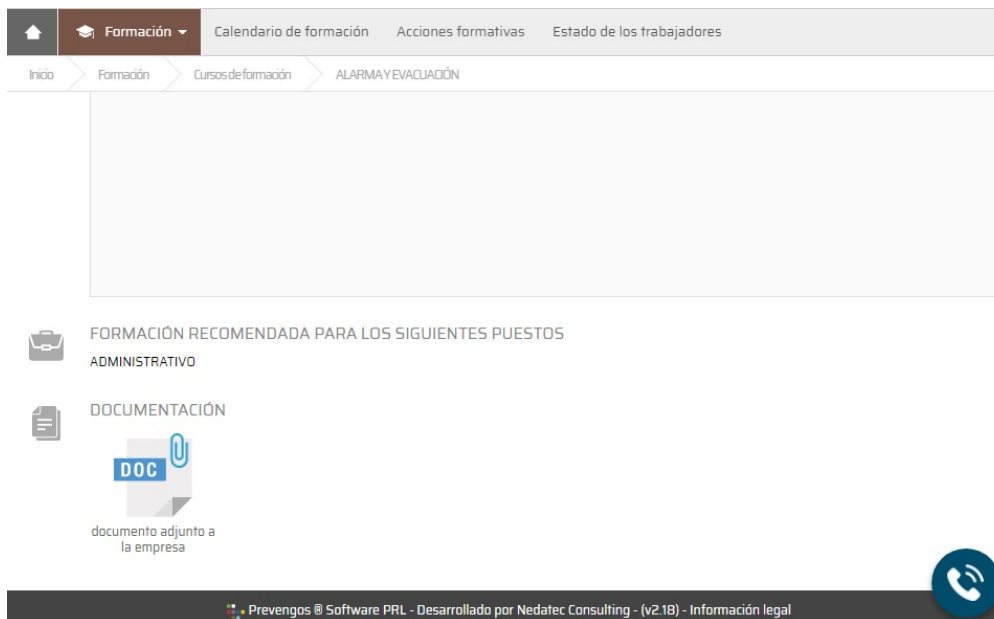 Formación
Calendario de formación
Acciones formativas
Estado de los trabajadores
Inicio
Formación
Cursos de formación
ALARMA Y EVACUACIÓN
FORMACIÓN RECOMENDADA PARA LOS SIGUIENTES PUESTOS
ADMINISTRATIVO
DOCUMENTACIÓN
DOC
documento adjunto a
la empresa
Prevengos ® Software PRL - Desarrollado por Nedatec Consulting - (v2.18) - Información legal